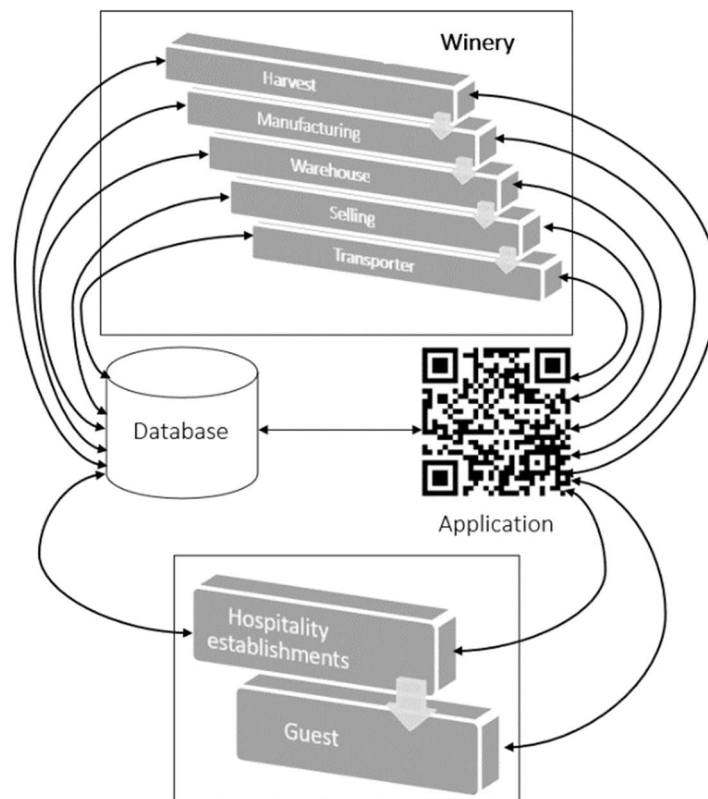 Winery
Harvest
Manufacturing
Warehouse
Selling
Transporter
Database
Application
Hospitality
establishments
Guest